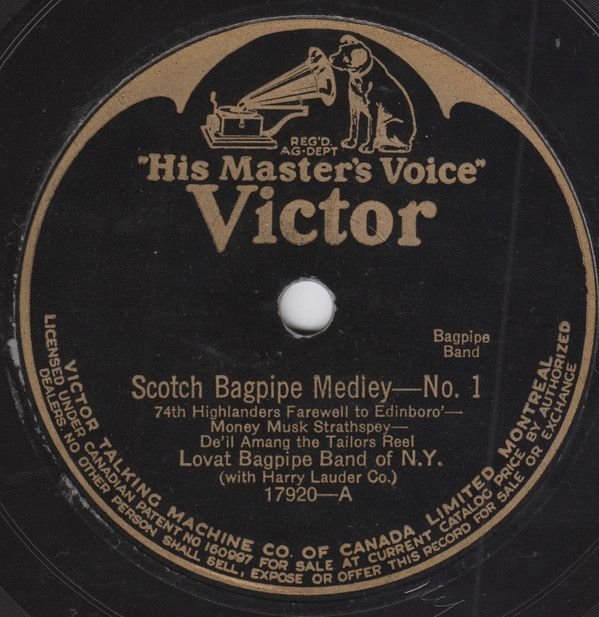 REG'D.
AG-DEPT
"His Master's Voice"
Victor
Bagpipe
Band
Scotch Bagpipe Medley—No. 1
74th Highlanders Farewell to Edinboro'—
Money Musk Strathspey—
De'il Amang the Tailors Reel
Lovat Bagpipe Band of N.Y.
(with Harry Lauder Co.)
17920—A
VICTOR TALKING MACHINE CO. OF CANADA LIMITED, MONTREAL
LICENSED UNDER CANADIAN PATENT NO 160997 FOR SALE AT CURRENT CATALOG PRICE BY AUTHORIZED
DEALERS, NO OTHER PERSON SHALL SELL, EXPOSE OR OFFER THIS RECORD FOR SALE OR EXCHANGE